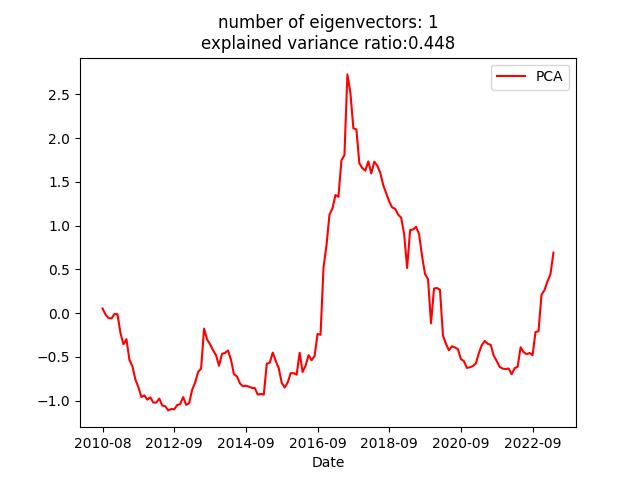 number of eigenvectors: 1
explained variance ratio:0.448
PCA
2.5
2.0
1.5
1.0
0.5
0.0
−0.5
−1.0
2010-08 2012-09 2014-09 2016-09 2018-09 2020-09 2022-09
Date